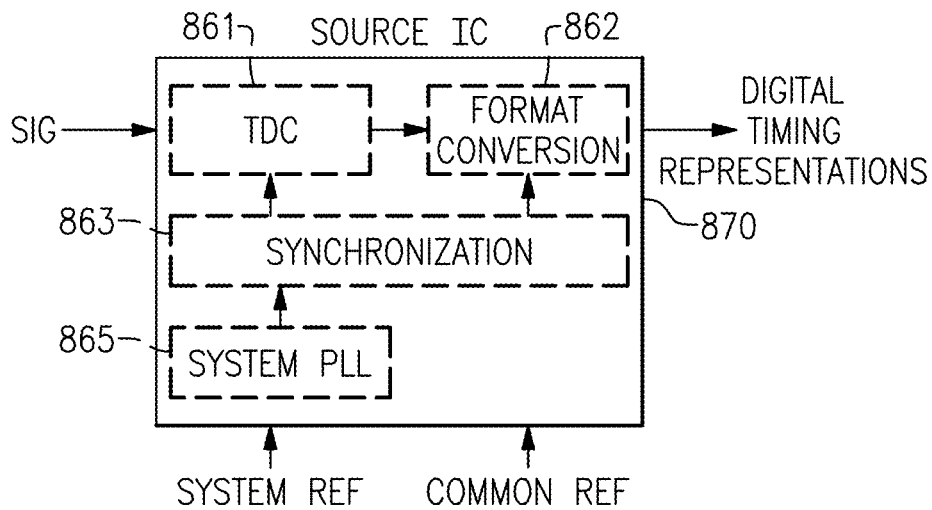 861
SOURCE IC
862
SIG
TDC
FORMAT
CONVERSION
DIGITAL
TIMING
REPRESENTATIONS
863
SYNCHRONIZATION
870
865
SYSTEM PLL
SYSTEM REF
COMMON REF